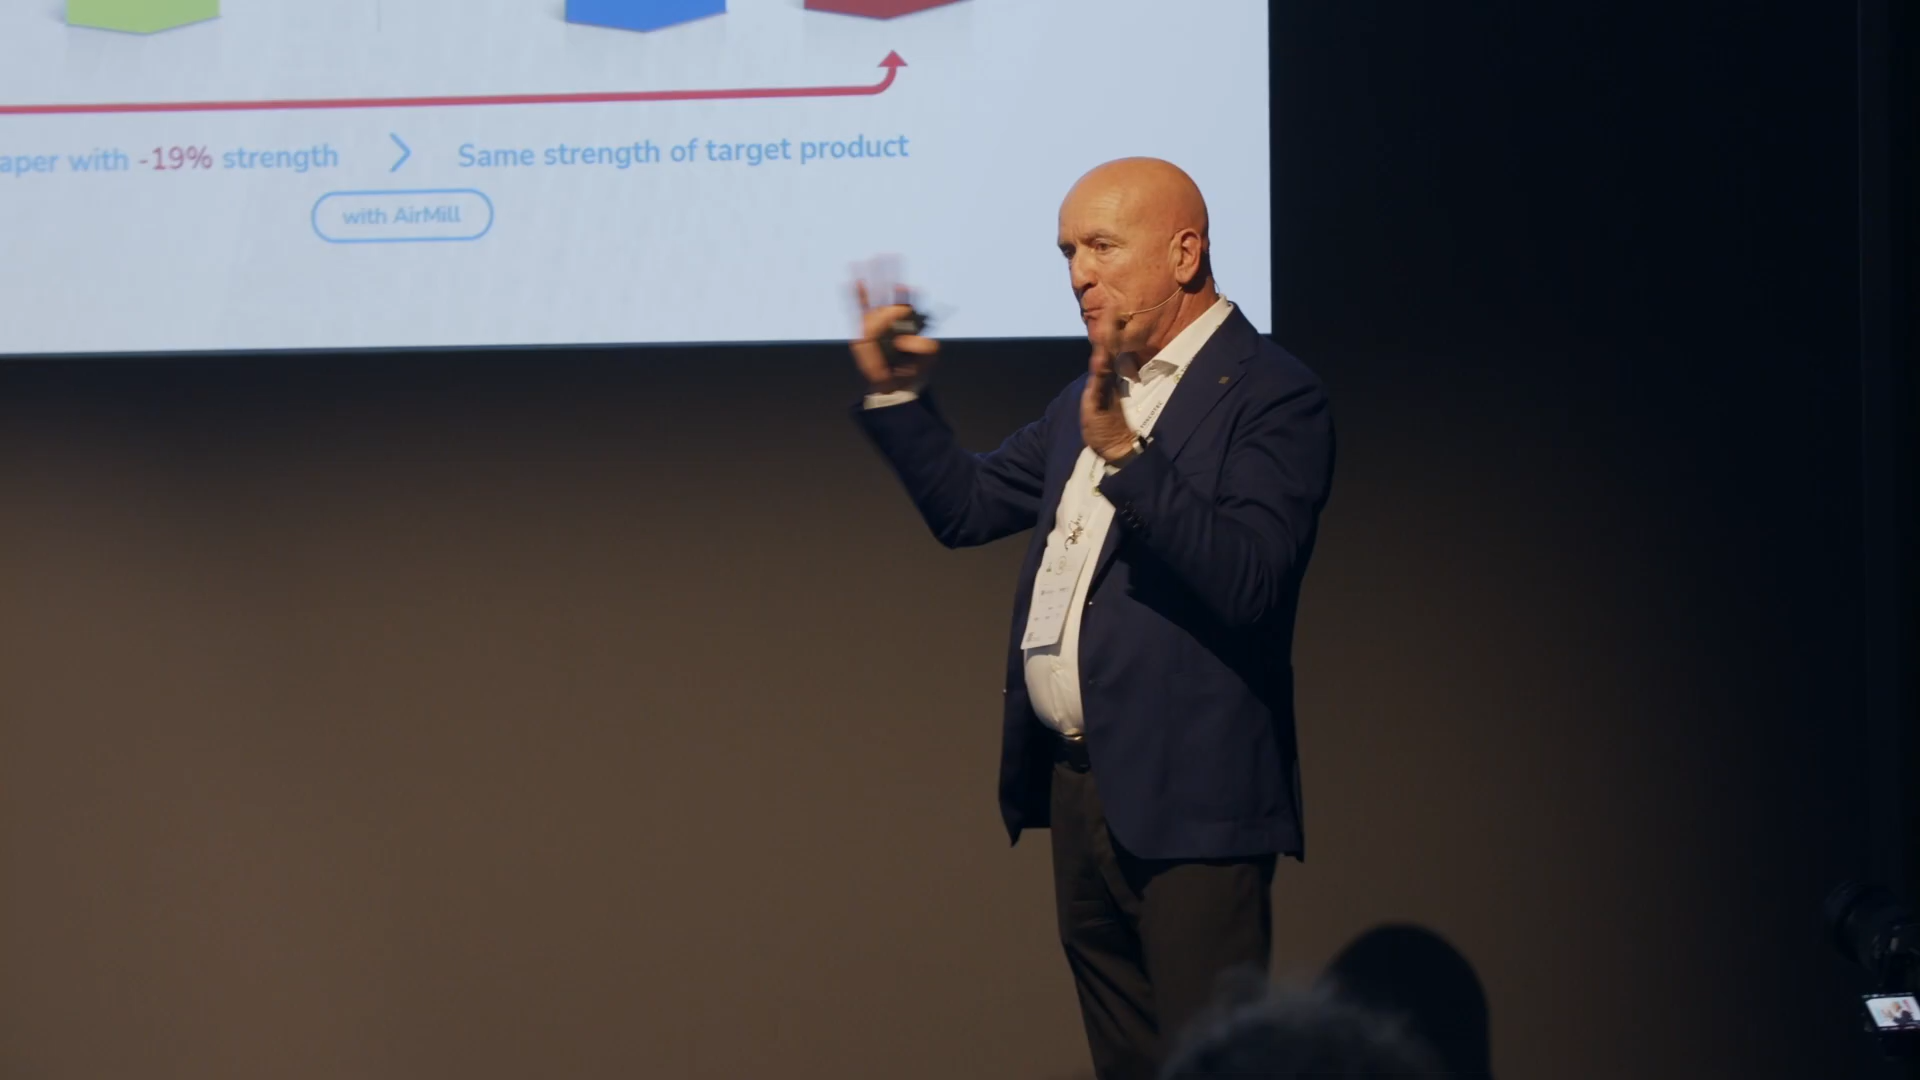 aper with -19% strength
Same strength of target product
with AirMill